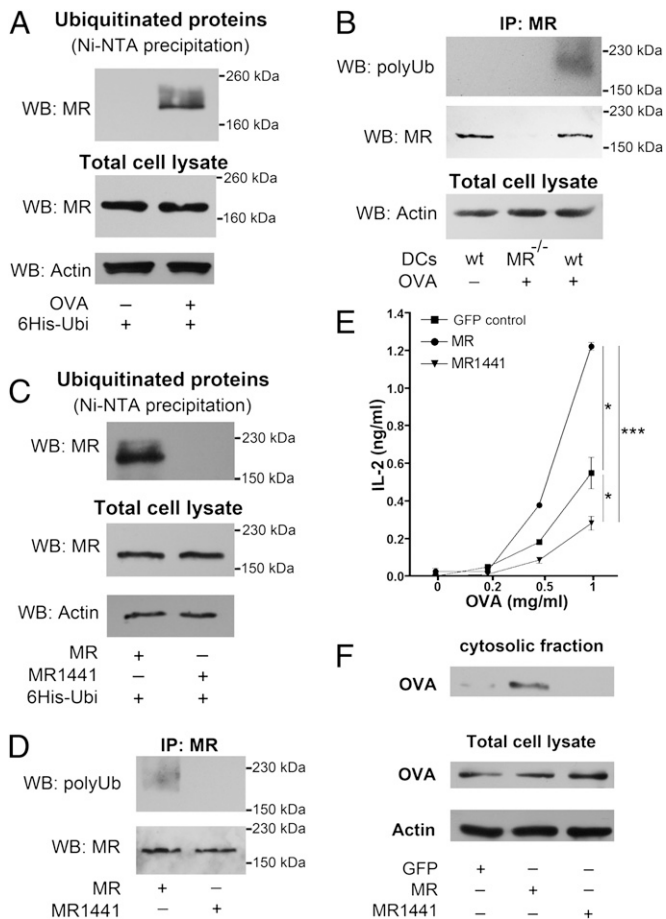 A
Ubiquitinated proteins
(Ni-NTA precipitation)
260 kDa
WB: MR
160 kDa
Total cell lysate
260 kDa
WB: MR
160 kDa
WB: Actin
OVA – +
6His-Ubi + +
B
IP: MR
230 kDa
WB: polyUb
150 kDa
230 kDa
WB: MR
150 kDa
Total cell lysate
WB: Actin
DCs wt MR-/- wt
OVA – + +
C
Ubiquitinated proteins
(Ni-NTA precipitation)
230 kDa
WB: MR
150 kDa
Total cell lysate
230 kDa
WB: MR
150 kDa
WB: Actin
MR + –
MR1441 – +
6His-Ubi + +
D
IP: MR
230 kDa
WB: polyUb
150 kDa
230 kDa
WB: MR
150 kDa
MR + –
MR1441 – +
E
1.4
1.2
1.0
0.8
0.6
0.4
0.2
0.0
IL-2 (ng/ml)
GFP control
MR
MR1441
*
***
*
0 0.2 0.5 1
OVA (mg/ml)
F
cytosolic fraction
OVA
Total cell lysate
OVA
Actin
GFP + – –
MR – + –
MR1441 – – +